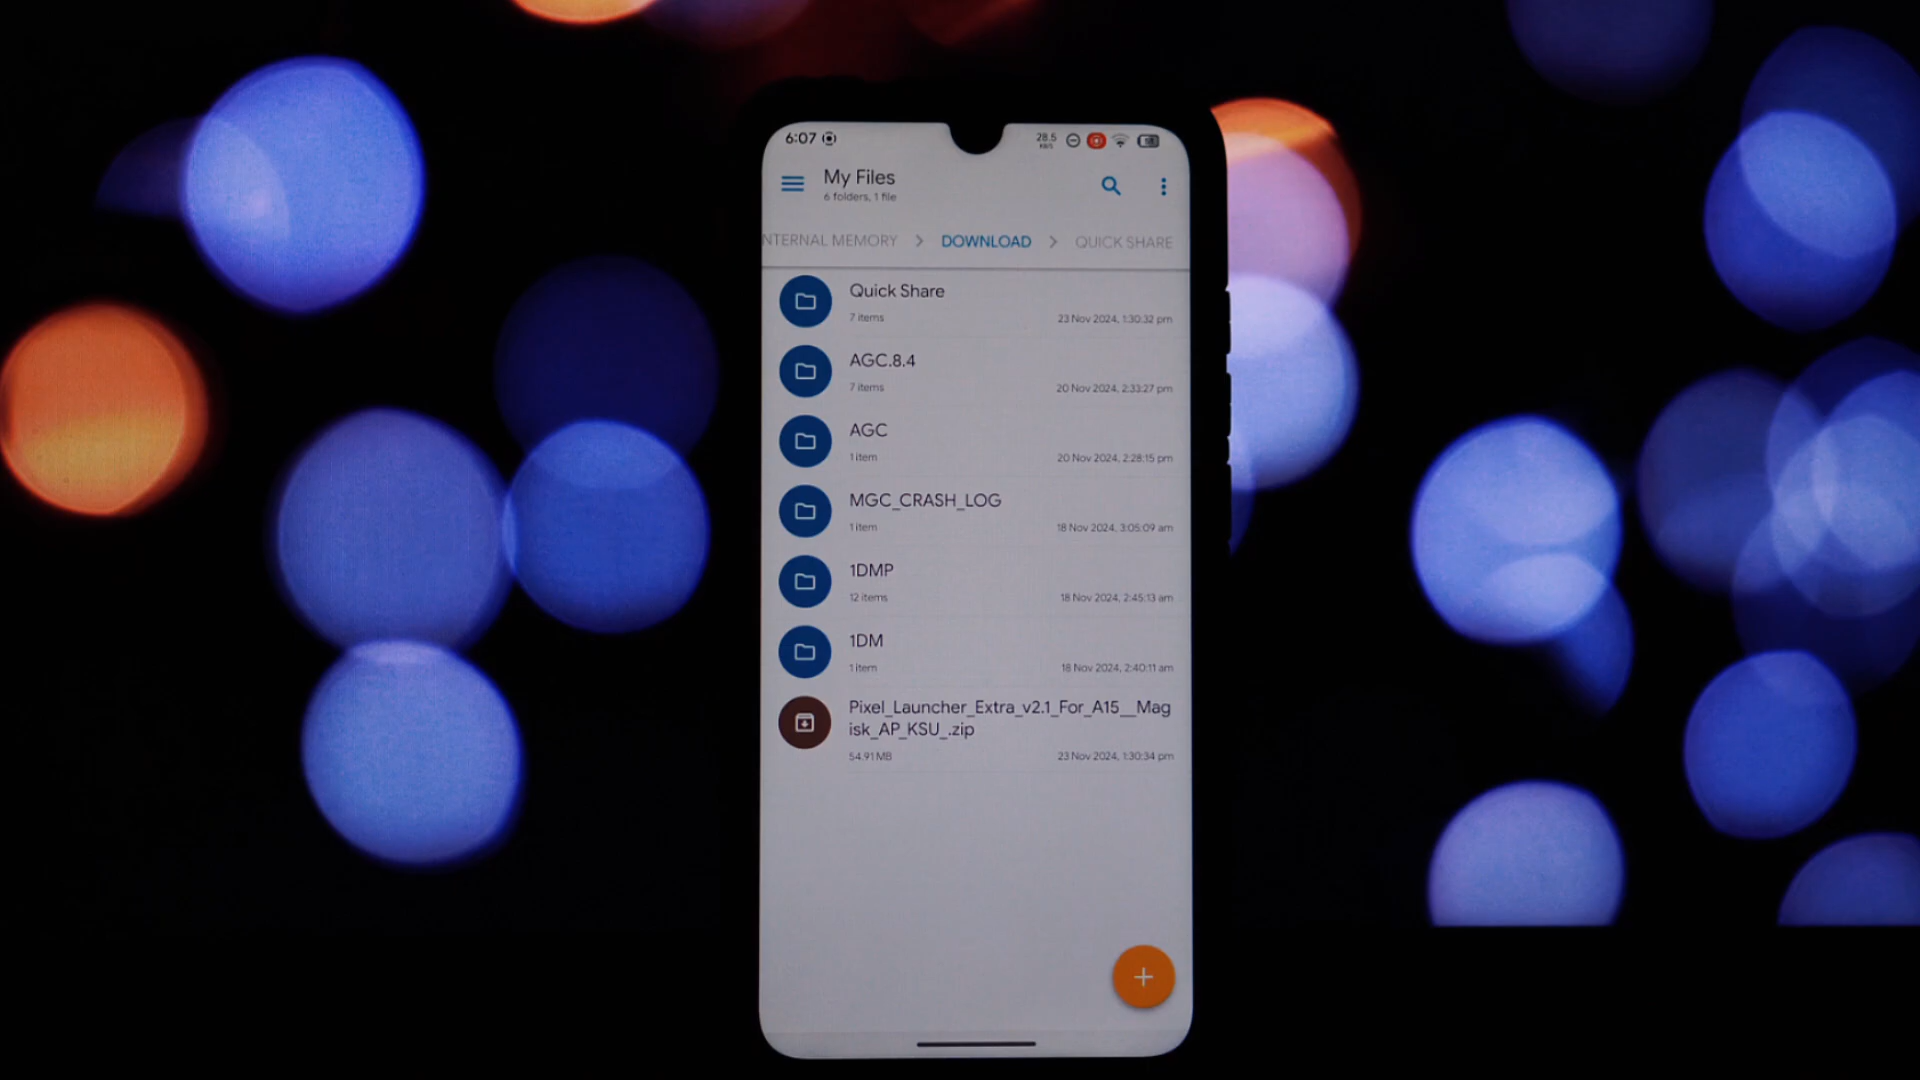 6:07
28.5
KB/S
My Files
6 folders, 1 file
NTERNAL MEMORY > DOWNLOAD > QUICK SHARE
Quick Share
7 items 23 Nov 2024, 1:30:32 pm
AGC.8.4
7 items 20 Nov 2024, 2:33:27 pm
AGC
1 item 20 Nov 2024, 2:28:15 pm
MGC_CRASH_LOG
1 item 18 Nov 2024, 3:05:09 am
1DMP
12 items 18 Nov 2024, 2:45:13 am
1DM
1 item 18 Nov 2024, 2:40:11 am
Pixel_Launcher_Extra_v2.1_For_A15__Mag
isk_AP_KSU_.zip
54.91 MB 23 Nov 2024, 1:30:34 pm